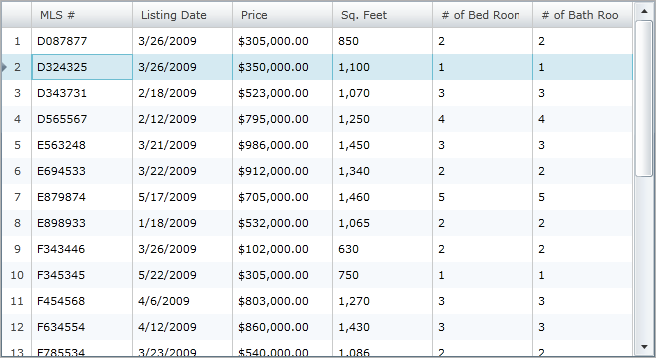 MLS # Listing Date Price Sq. Feet # of Bed Room # of Bath Roo
1 D087877 3/26/2009 $305,000.00 850 2 2
2 D324325 3/26/2009 $350,000.00 1,100 1 1
3 D343731 2/18/2009 $523,000.00 1,070 3 3
4 D565567 2/12/2009 $795,000.00 1,250 4 4
5 E563248 3/21/2009 $986,000.00 1,450 3 3
6 E694533 3/22/2009 $912,000.00 1,340 2 2
7 E879874 5/17/2009 $705,000.00 1,460 5 5
8 E898933 1/18/2009 $532,000.00 1,065 2 2
9 F343446 3/26/2009 $102,000.00 630 2 2
10 F345345 5/22/2009 $305,000.00 750 1 1
11 F454568 4/6/2009 $803,000.00 1,270 3 3
12 F634554 4/12/2009 $860,000.00 1,430 3 3
13 F785534 3/23/2009 $540,000.00 1,086 2 2